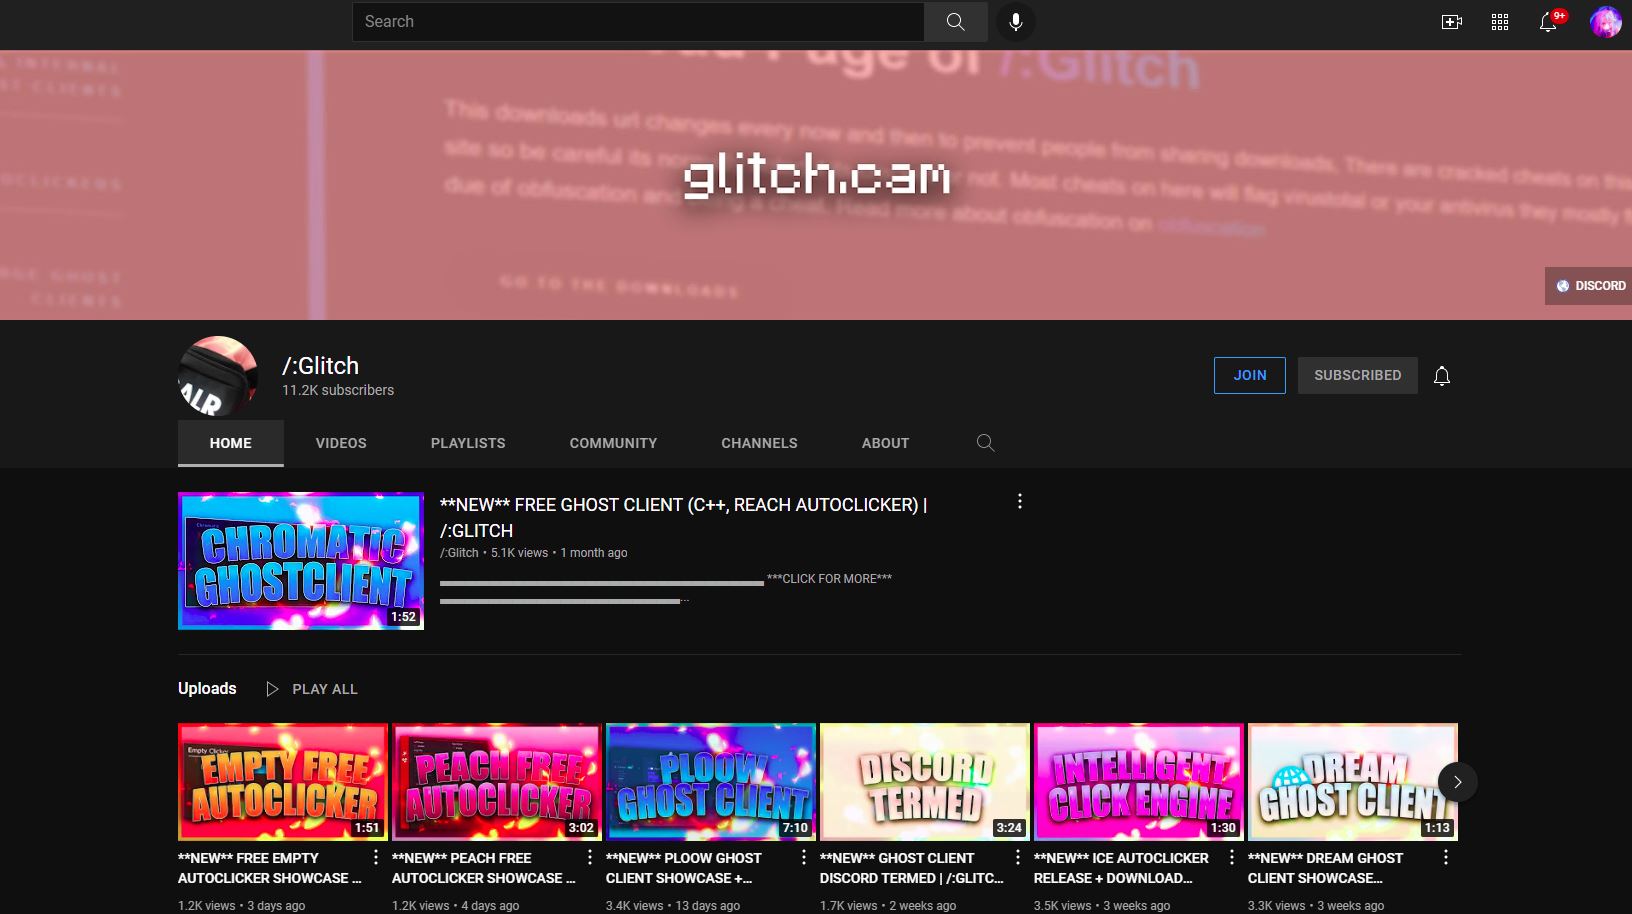 Search
9+
Page of /:Glitch
This downloads url changes every now and then to prevent people from sharing downloads, There are cracked cheats on this
site so be careful its
not. Most cheats on here will flag virustotal or your antivirus they mostly
due of obfuscation and
a cheat. Read more about obfuscation on obfuscation
glitch.cam
GO TO THE DOWNLOADS
GHOST
CLIENTS
DISCORD
ALR
/:Glitch
11.2K subscribers
JOIN
SUBSCRIBED
HOME
VIDEOS
PLAYLISTS
COMMUNITY
CHANNELS
ABOUT
CHROMATIC
GHOSTCLIENT
1:52
**NEW** FREE GHOST CLIENT (C++, REACH AUTOCLICKER) |
/:GLITCH
/:Glitch • 5.1K views • 1 month ago
***CLICK FOR MORE***
...
Uploads
PLAY ALL
Empty Clicker
EMPTY FREE
AUTOCLICKER
1:51
PEACH FREE
AUTOCLICKER
3:02
PLOOW
GHOST CLIENT
7:10
DISCORD
TERMED
3:24
INTELLIGENT
CLICK ENGINE
1:30
DREAM
GHOST CLIENT
1:13
**NEW** FREE EMPTY
AUTOCLICKER SHOWCASE ...
1.2K views • 3 days ago
**NEW** PEACH FREE
AUTOCLICKER SHOWCASE ...
1.2K views • 4 days ago
**NEW** PLOOW GHOST
CLIENT SHOWCASE +...
3.4K views • 13 days ago
**NEW** GHOST CLIENT
DISCORD TERMED | /:GLITC...
1.7K views • 2 weeks ago
**NEW** ICE AUTOCLICKER
RELEASE + DOWNLOAD...
3.5K views • 3 weeks ago
**NEW** DREAM GHOST
CLIENT SHOWCASE...
3.3K views • 3 weeks ago